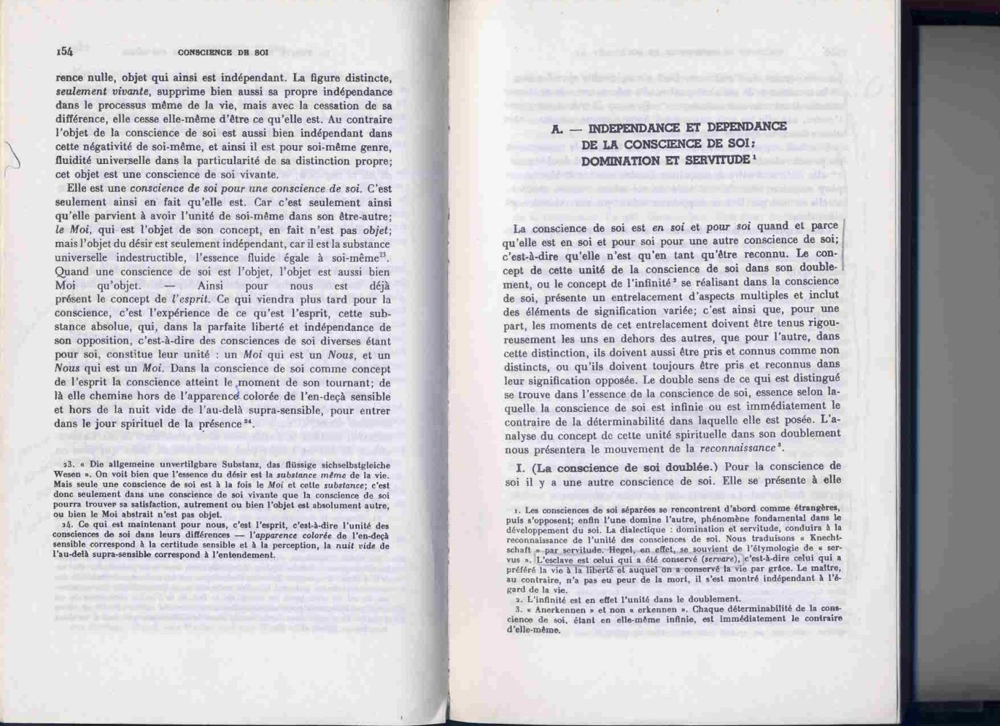 154
CONSCIENCE DE SOI
rence nulle, objet qui ainsi est indépendant. La figure distincte,
seulement vivante, supprime bien aussi sa propre indépendance
dans le processus même de la vie, mais avec la cessation de sa
différence, elle cesse elle-même d'être ce qu'elle est. Au contraire
l'objet de la conscience de soi est aussi bien indépendant dans
cette négativité de soi-même, et ainsi il est pour soi-même genre,
fluidité universelle dans la particularité de sa distinction propre;
cet objet est une conscience de soi vivante.
Elle est une conscience de soi pour une conscience de soi. C'est
seulement ainsi en fait qu'elle est. Car c'est seulement ainsi
qu'elle parvient à avoir l'unité de soi-même dans son être-autre;
le Moi, qui est l'objet de son concept, en fait n'est pas objet;
mais l'objet du désir est seulement indépendant, car il est la substance
universelle indestructible, l'essence fluide égale à soi-même²³.
Quand une conscience de soi est l'objet, l'objet est aussi bien
Moi qu'objet. — Ainsi pour nous est déjà
présent le concept de l'esprit. Ce qui viendra plus tard pour la
conscience, c'est l'expérience de ce qu'est l'esprit, cette sub-
stance absolue, qui, dans la parfaite liberté et indépendance de
son opposition, c'est-à-dire des consciences de soi diverses étant
pour soi, constitue leur unité : un Moi qui est un Nous, et un
Nous qui est un Moi. Dans la conscience de soi comme concept
de l'esprit la conscience atteint le moment de son tournant; de
là elle chemine hors de l'apparence colorée de l'en-deçà sensible
et hors de la nuit vide de l'au-delà supra-sensible, pour entrer
dans le jour spirituel de la présence ²⁴.
23. « Die allgemeine unvertilgbare Substanz, das flüssige sichselbstgleiche
Wesen ». On voit bien que l'essence du désir est la substance même de la vie.
Mais seule une conscience de soi est à la fois le Moi et cette substance; c'est
donc seulement dans une conscience de soi vivante que la conscience de soi
pourra trouver sa satisfaction, autrement ou bien l'objet est absolument autre,
ou bien le Moi abstrait n'est pas objet.
24. Ce qui est maintenant pour nous, c'est l'esprit, c'est-à-dire l'unité des
consciences de soi dans leurs différences — l'apparence colorée de l'en-deçà
sensible correspond à la certitude sensible et à la perception, la nuit vide de
l'au-delà supra-sensible correspond à l'entendement.
A. — INDEPENDANCE ET DEPENDANCE
DE LA CONSCIENCE DE SOI;
DOMINATION ET SERVITUDE ¹
La conscience de soi est en soi et pour soi quand et parce
qu'elle est en soi et pour soi pour une autre conscience de soi;
c'est-à-dire qu'elle n'est qu'en tant qu'être reconnu. Le con-
cept de cette unité de la conscience de soi dans son double-
ment, ou le concept de l'infinité ² se réalisant dans la conscience
de soi, présente un entrelacement d'aspects multiples et inclut
des éléments de signification variée; c'est ainsi que, pour une
part, les moments de cet entrelacement doivent être tenus rigou-
reusement les uns en dehors des autres, que pour l'autre, dans
cette distinction, ils doivent aussi être pris et connus comme non
distincts, ou qu'ils doivent toujours être pris et reconnus dans
leur signification opposée. Le double sens de ce qui est distingué
se trouve dans l'essence de la conscience de soi, essence selon la-
quelle la conscience de soi est infinie ou est immédiatement le
contraire de la déterminabilité dans laquelle elle est posée. L'a-
nalyse du concept de cette unité spirituelle dans son doublement
nous présentera le mouvement de la reconnaissance ³.
I. (La conscience de soi doublée.) Pour la conscience de
soi il y a une autre conscience de soi. Elle se présente à elle
1. Les consciences de soi séparées se rencontrent d'abord comme étrangères,
puis s'opposent; enfin l'une domine l'autre, phénomène fondamental dans le
développement du soi. La dialectique : domination et servitude, conduira à la
reconnaissance de l'unité des consciences de soi. Nous traduisons « Knecht-
schaft » par servitude. Hegel, en effet, se souvient de l'étymologie de « ser-
vus ». L'esclave est celui qui a été conservé (servare), c'est-à-dire celui qui a
préféré la vie à la liberté et auquel on a conservé la vie par grâce. Le maître,
au contraire, n'a pas eu peur de la mort, il s'est montré indépendant à l'é-
gard de la vie.
2. L'infinité est en effet l'unité dans le doublement.
3. « Anerkennen » et non « erkennen ». Chaque déterminabilité de la cons-
cience de soi, étant en elle-même infinie, est immédiatement le contraire
d'elle-même.